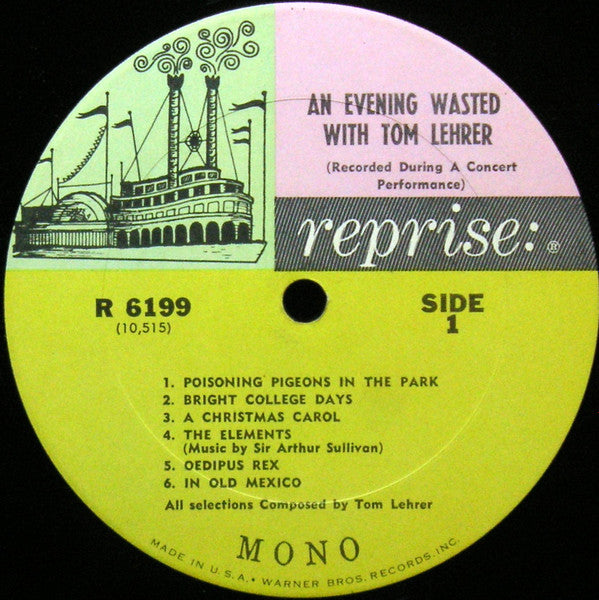 AN EVENING WASTED
WITH TOM LEHRER
(Recorded During A Concert
Performance)
reprise: ®
R 6199
(10,515)
SIDE
1
1. POISONING PIGEONS IN THE PARK
2. BRIGHT COLLEGE DAYS
3. A CHRISTMAS CAROL
4. THE ELEMENTS
(Music by Sir Arthur Sullivan)
5. OEDIPUS REX
6. IN OLD MEXICO
All selections Composed by Tom Lehrer
MONO
MADE IN U.S.A. • WARNER BROS. RECORDS, INC.